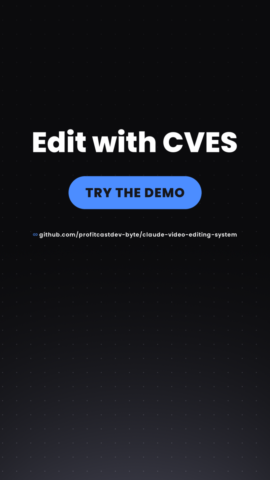 Edit with CVES
TRY THE DEMO
github.com/profitcastdev-byte/claude-video-editing-system